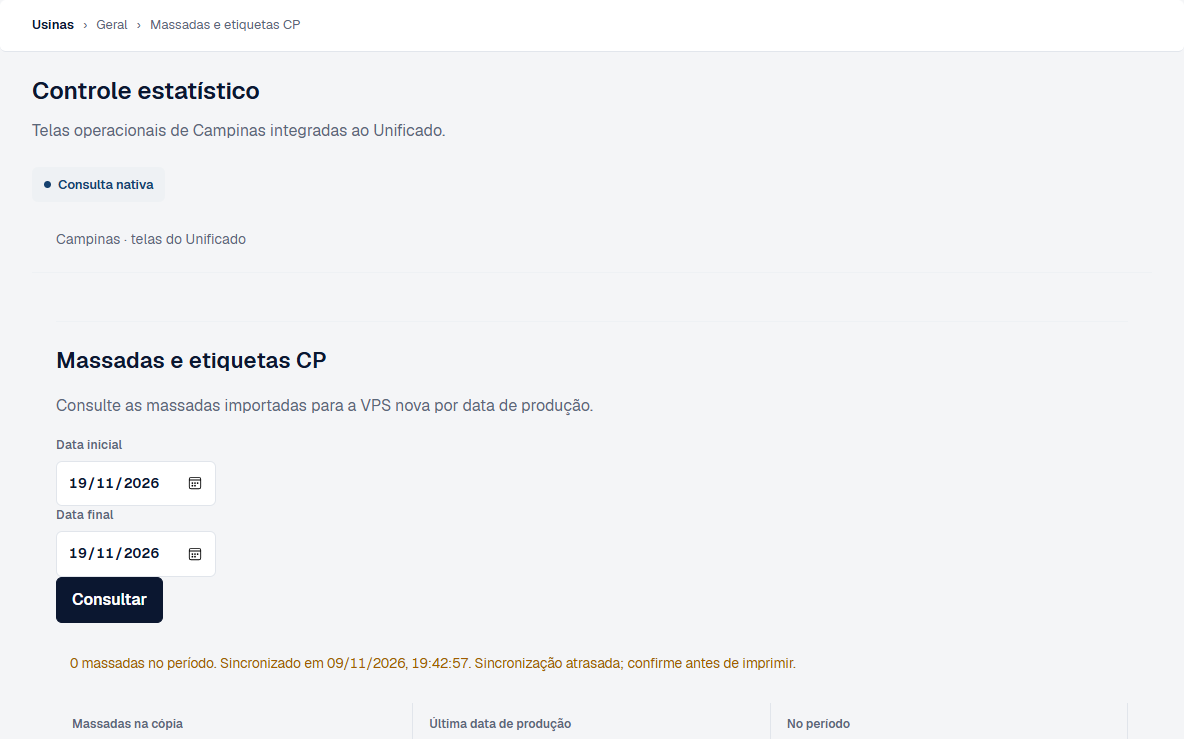 Usinas › Geral › Massadas e etiquetas CP
Controle estatístico
Telas operacionais de Campinas integradas ao Unificado.
Consulta nativa
Campinas · telas do Unificado
Massadas e etiquetas CP
Consulte as massadas importadas para a VPS nova por data de produção.
Data inicial
19/11/2026
Data final
19/11/2026
Consultar
0 massadas no período. Sincronizado em 09/11/2026, 19:42:57. Sincronização atrasada; confirme antes de imprimir.
Massadas na cópia Última data de produção No período